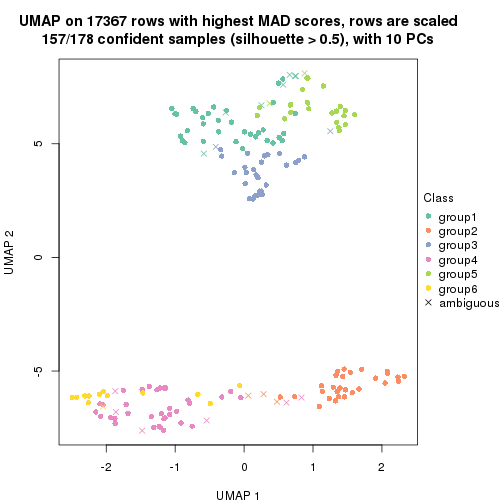 UMAP on 17367 rows with highest MAD scores, rows are scaled
157/178 confident samples (silhouette > 0.5), with 10 PCs
5
0
-5
UMAP 2
-2
-1
0
1
2
UMAP 1
Class
group1
group2
group3
group4
group5
group6
ambiguous